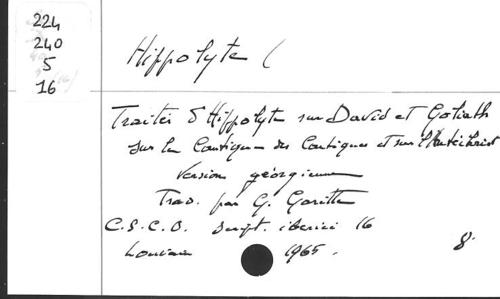 224
240
5
16
Hippolyte (
Traités d'Hippolyte sur David et Goliath
sur le Cantique des Cantiques et sur l'Antéchrist
Version géorgienne
Trad. par G. Garitte
C.S.C.O. Script. iberici 16
Louvain 1965. 8.